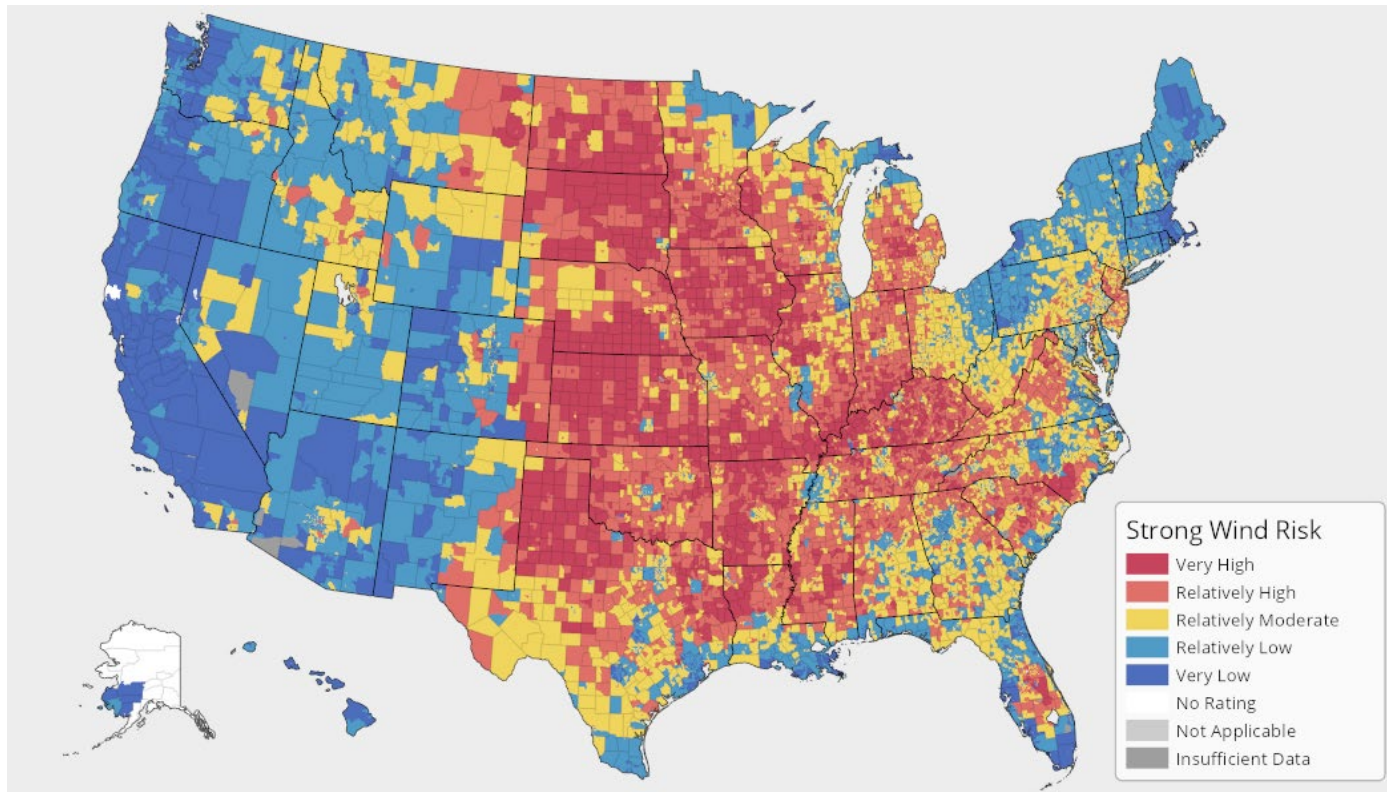 Strong Wind Risk
Very High
Relatively High
Relatively Moderate
Relatively Low
Very Low
No Rating
Not Applicable
Insufficient Data